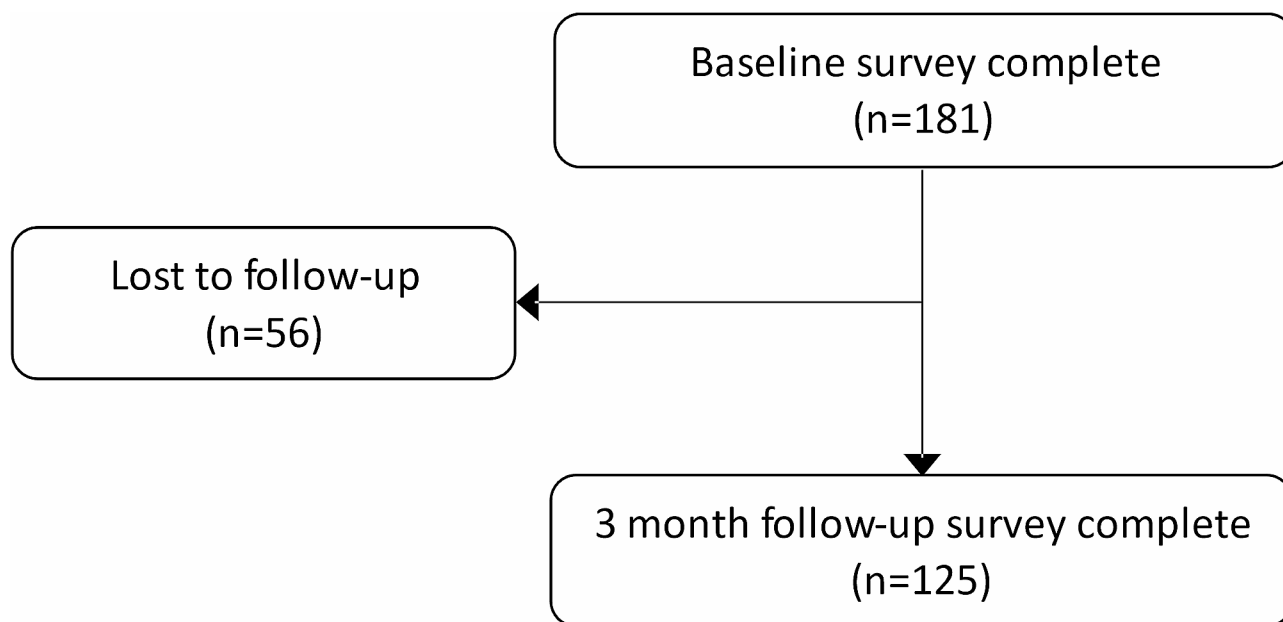 Baseline survey complete
(n=181)
Lost to follow-up
(n=56)
3 month follow-up survey complete
(n=125)